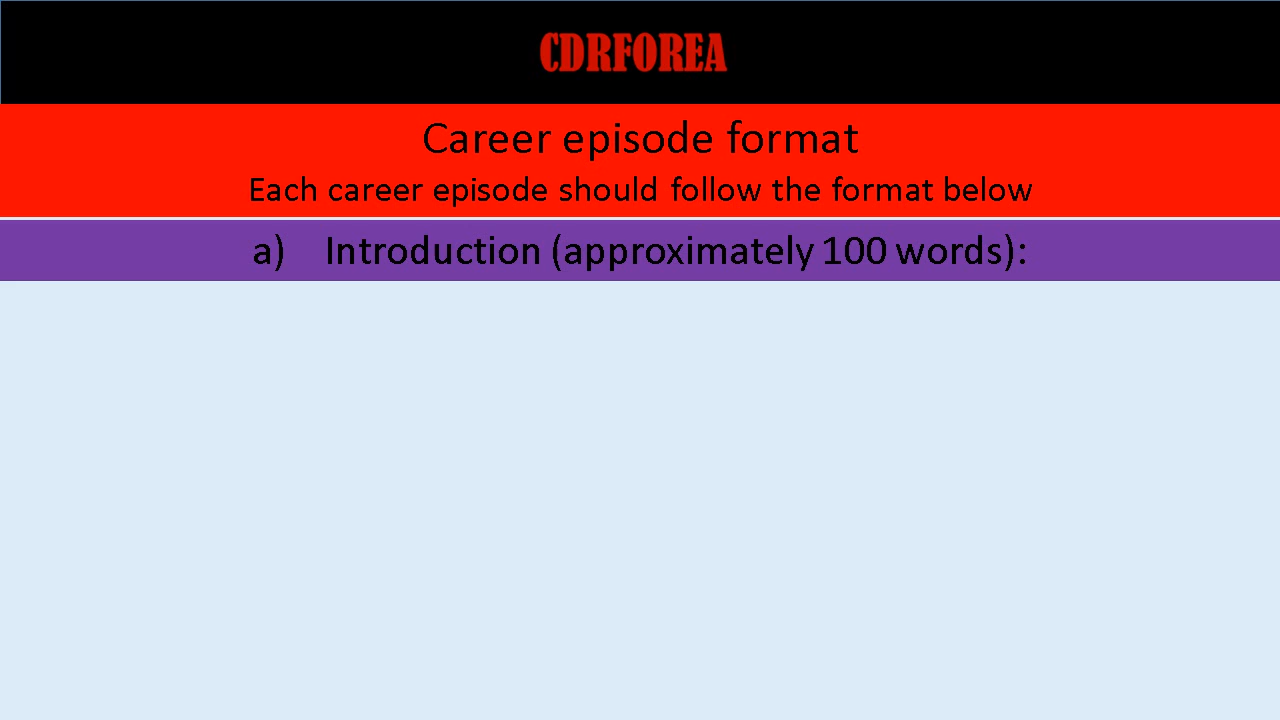 CDRFOREA
Career episode format
Each career episode should follow the format below
a) Introduction (approximately 100 words):